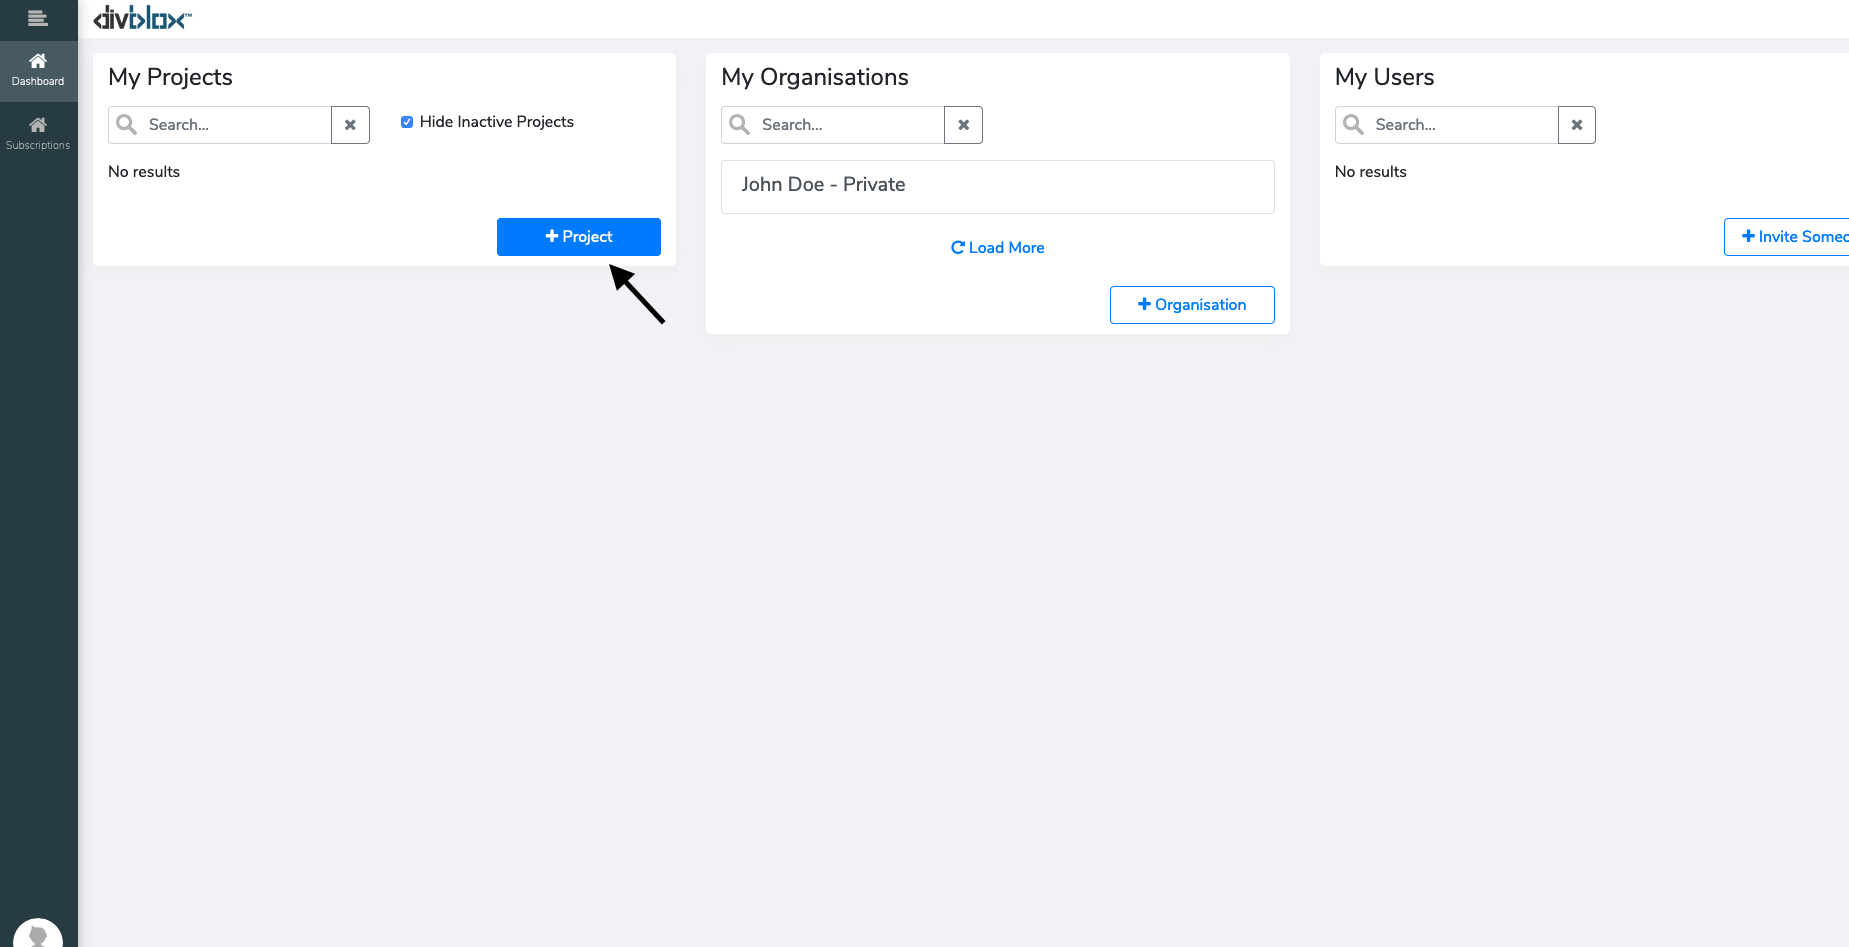 divblox™
Dashboard
Subscriptions
My Projects
Search...
Hide Inactive Projects
No results
Project
My Organisations
Search...
John Doe - Private
Load More
Organisation
My Users
Search...
No results
Invite Someo